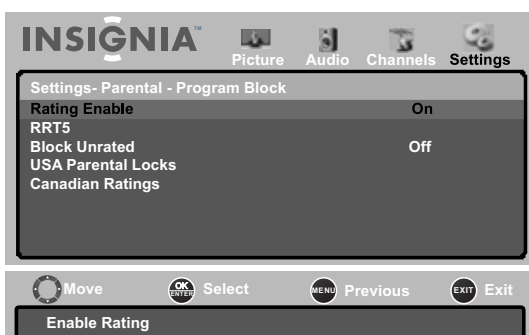 INSIGNIA™
Picture Audio Channels Settings
Settings- Parental - Program Block
Rating Enable On
RRT5
Block Unrated Off
USA Parental Locks
Canadian Ratings
Move OK ENTER Select MENU Previous EXIT Exit
Enable Rating